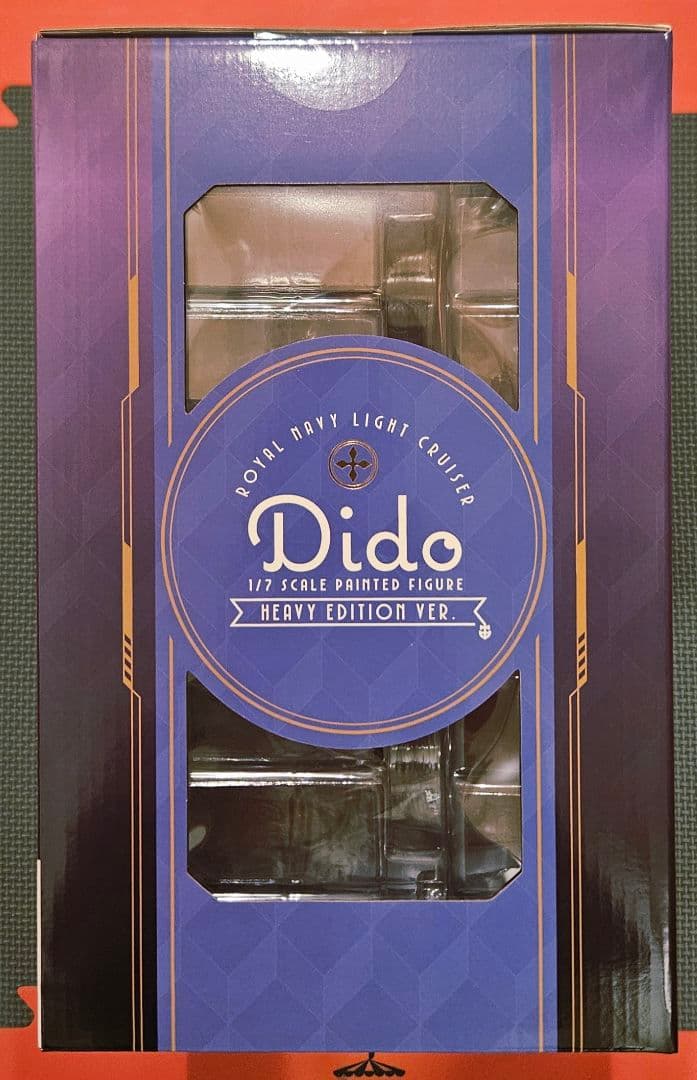 ROYAL NAVY LIGHT CRUISER
Dido
1/7 SCALE PAINTED FIGURE
HEAVY EDITION VER.